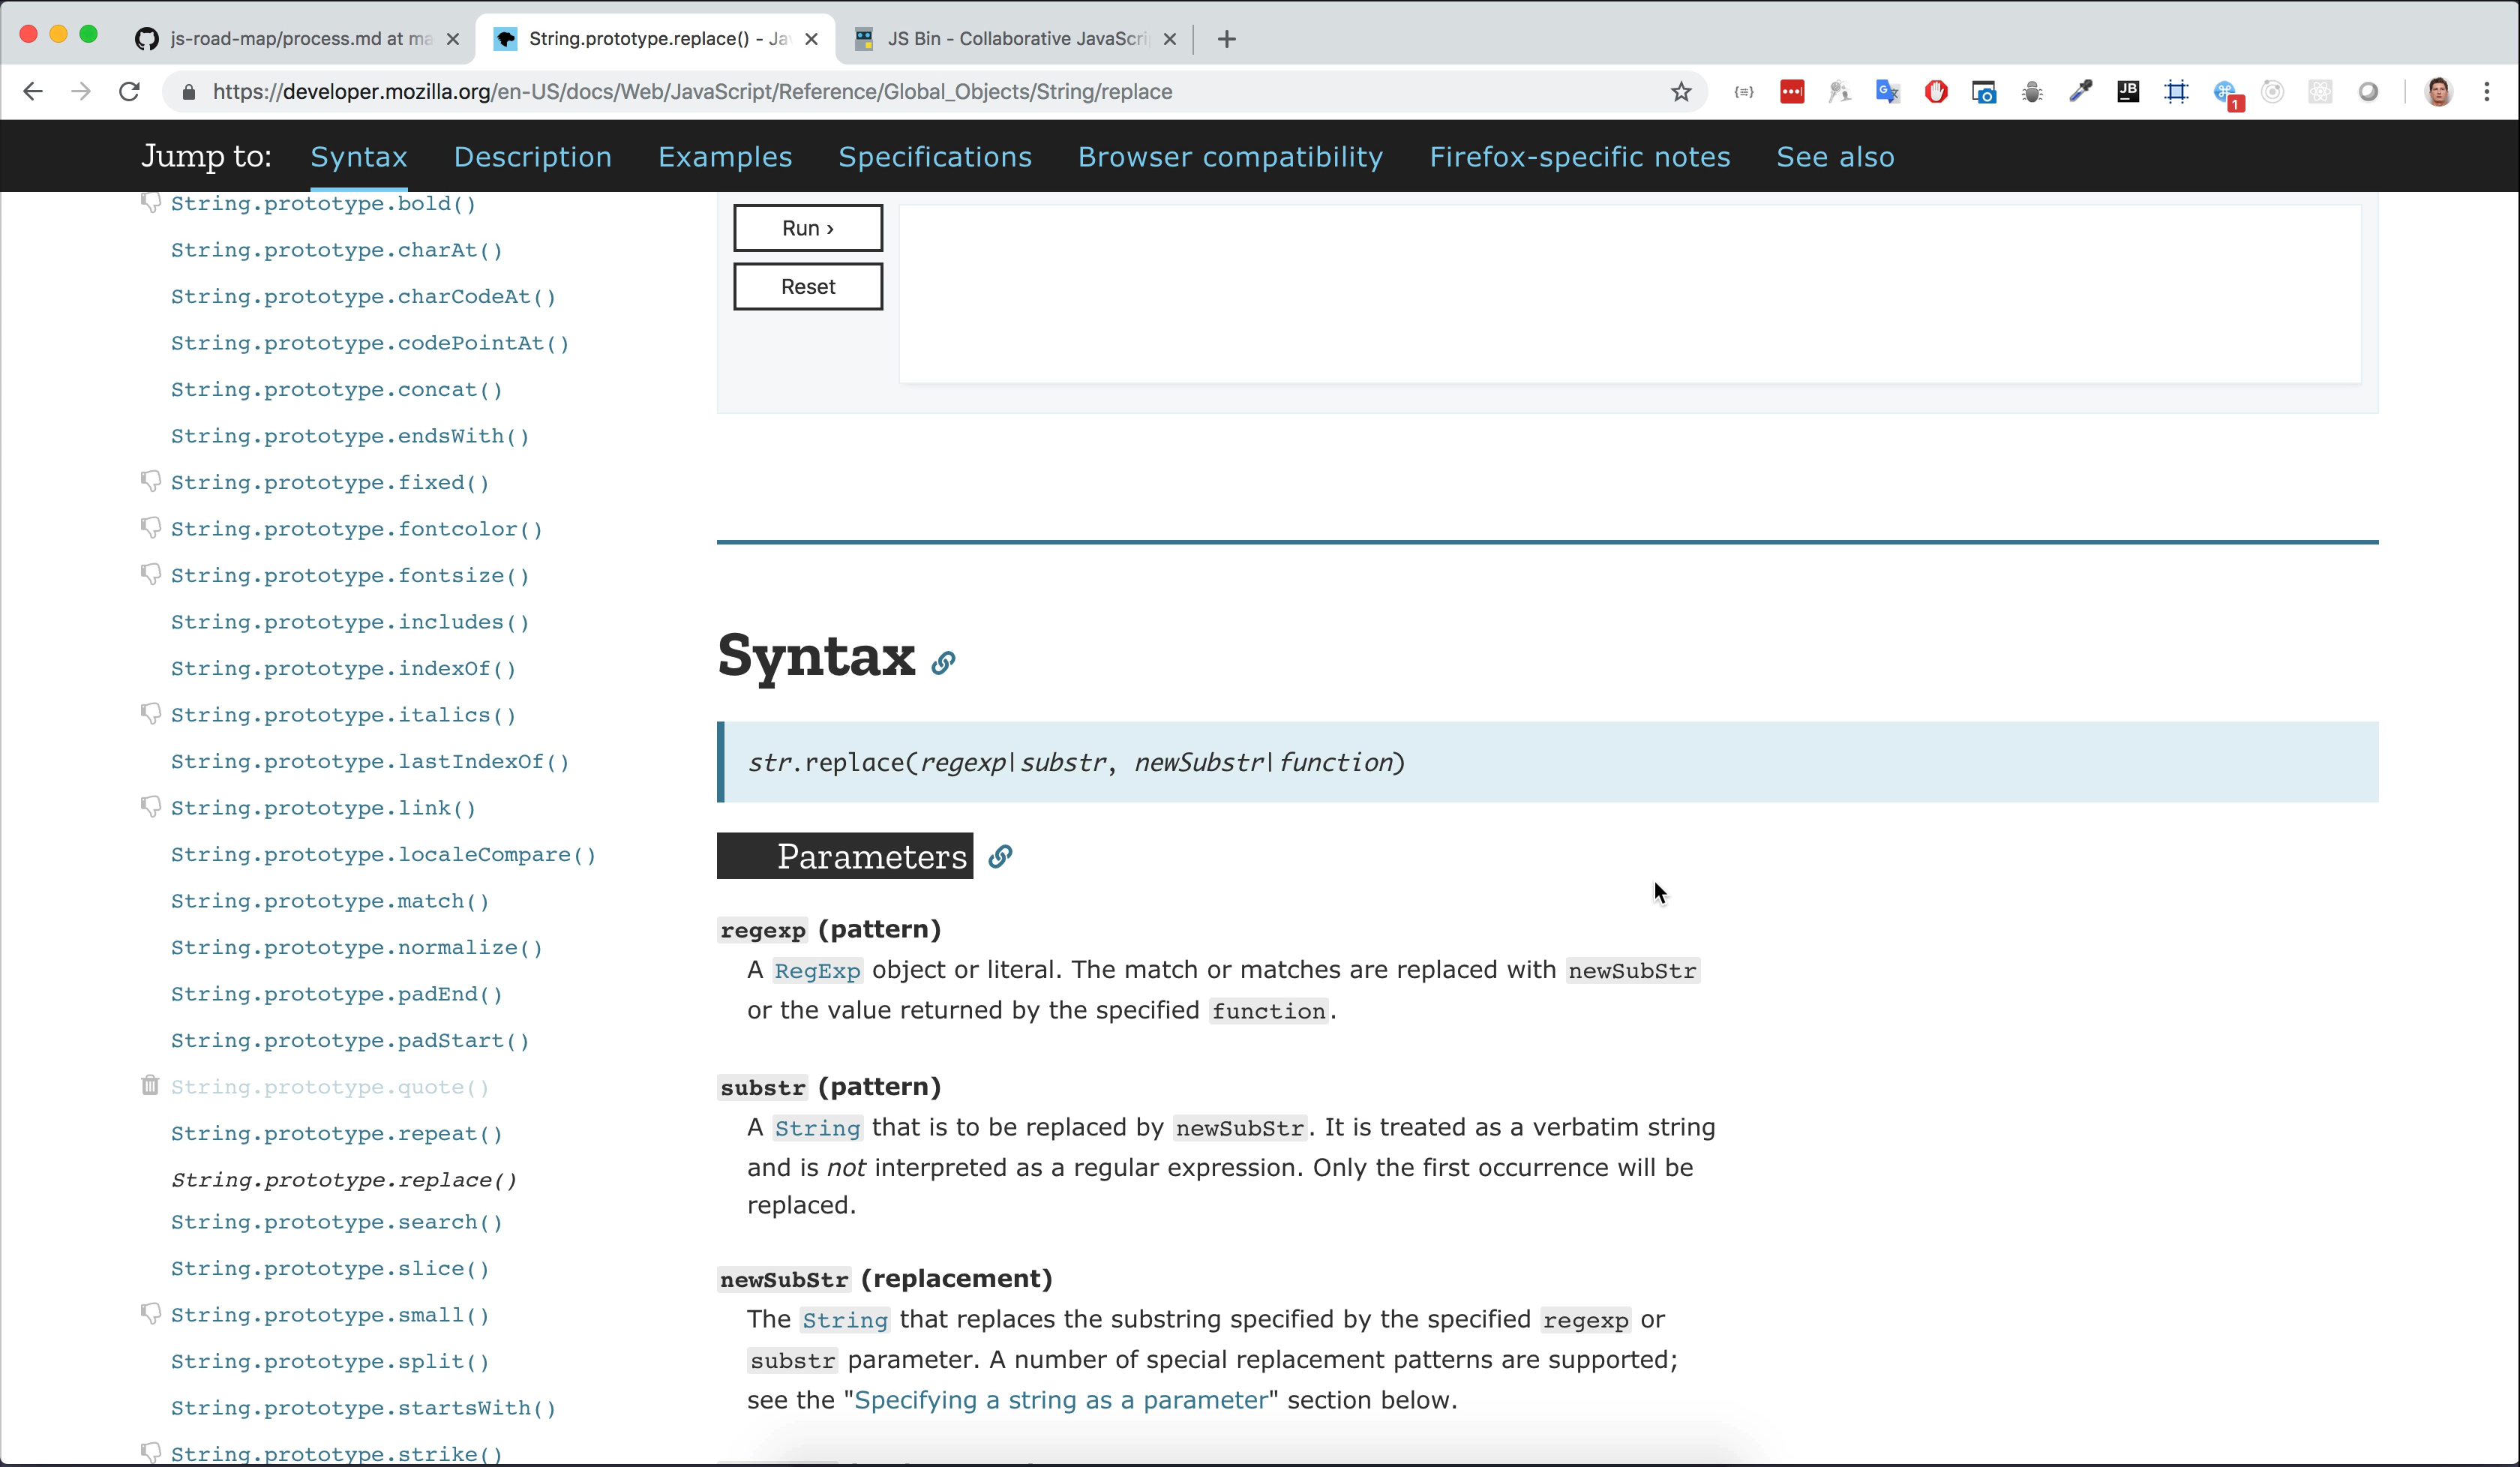 js-road-map/process.md at ma
String.prototype.replace() - Ja
JS Bin - Collaborative JavaScri
https://developer.mozilla.org/en-US/docs/Web/JavaScript/Reference/Global_Objects/String/replace
JB
1
Jump to: Syntax Description Examples Specifications Browser compatibility Firefox-specific notes See also
String.prototype.bold()
String.prototype.charAt()
String.prototype.charCodeAt()
String.prototype.codePointAt()
String.prototype.concat()
String.prototype.endsWith()
String.prototype.fixed()
String.prototype.fontcolor()
String.prototype.fontsize()
String.prototype.includes()
String.prototype.indexOf()
String.prototype.italics()
String.prototype.lastIndexOf()
String.prototype.link()
String.prototype.localeCompare()
String.prototype.match()
String.prototype.normalize()
String.prototype.padEnd()
String.prototype.padStart()
String.prototype.quote()
String.prototype.repeat()
String.prototype.replace()
String.prototype.search()
String.prototype.slice()
String.prototype.small()
String.prototype.split()
String.prototype.startsWith()
String.prototype.strike()
Run ›
Reset
Syntax
str.replace(regexp|substr, newSubstr|function)
Parameters
regexp (pattern)
A RegExp object or literal. The match or matches are replaced with newSubStr
or the value returned by the specified function.
substr (pattern)
A String that is to be replaced by newSubStr. It is treated as a verbatim string
and is not interpreted as a regular expression. Only the first occurrence will be
replaced.
newSubStr (replacement)
The String that replaces the substring specified by the specified regexp or
substr parameter. A number of special replacement patterns are supported;
see the "Specifying a string as a parameter" section below.